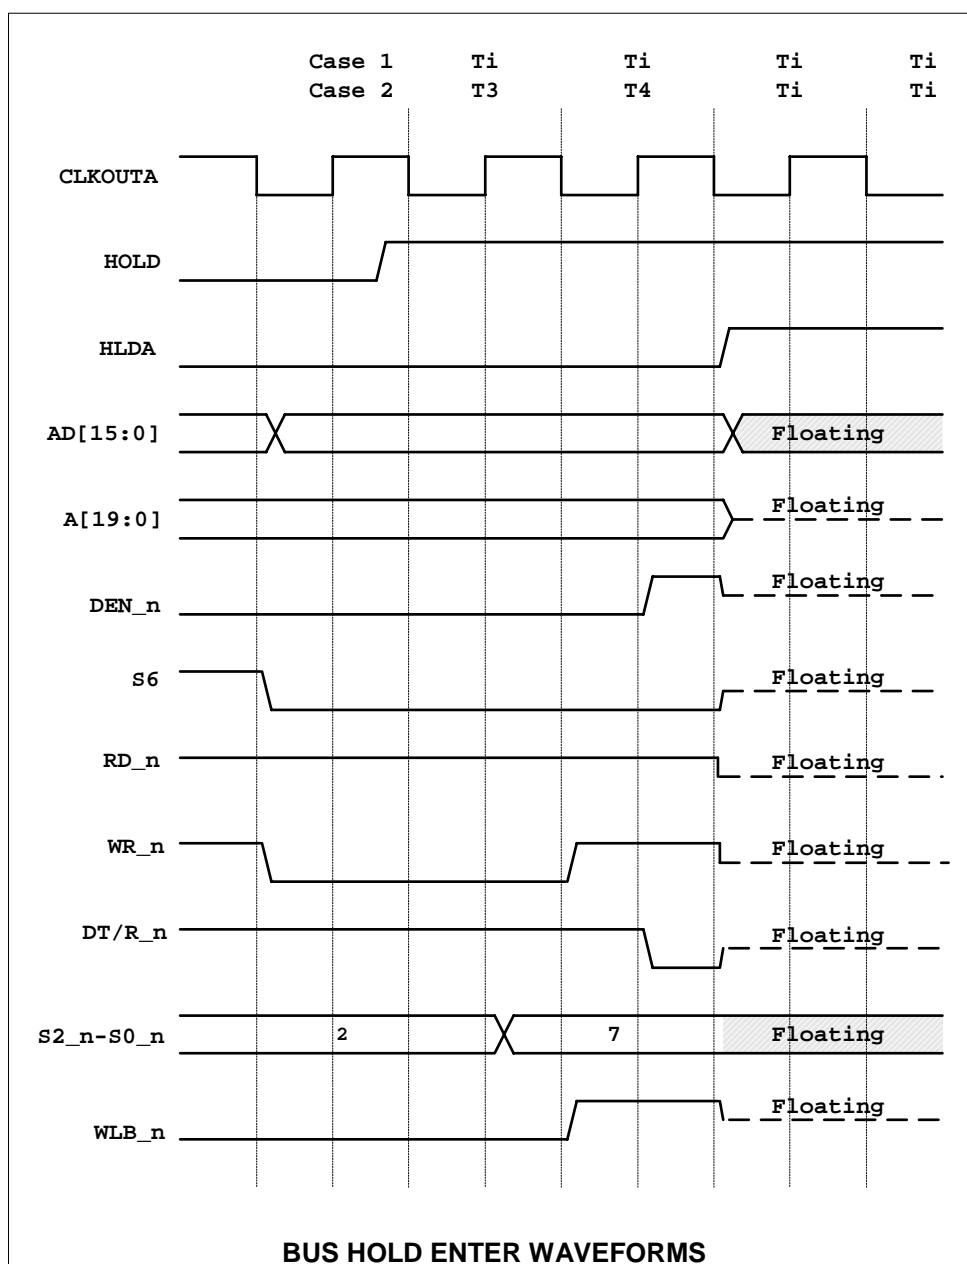 Case 1 Ti Ti Ti Ti
Case 2 T3 T4 Ti Ti
CLKOUTA
HOLD
HLDA
AD[15:0] Floating
A[19:0] Floating
DEN_n Floating
S6 Floating
RD_n Floating
WR_n Floating
DT/R_n Floating
S2_n-S0_n 2 7 Floating
WLB_n Floating
BUS HOLD ENTER WAVEFORMS